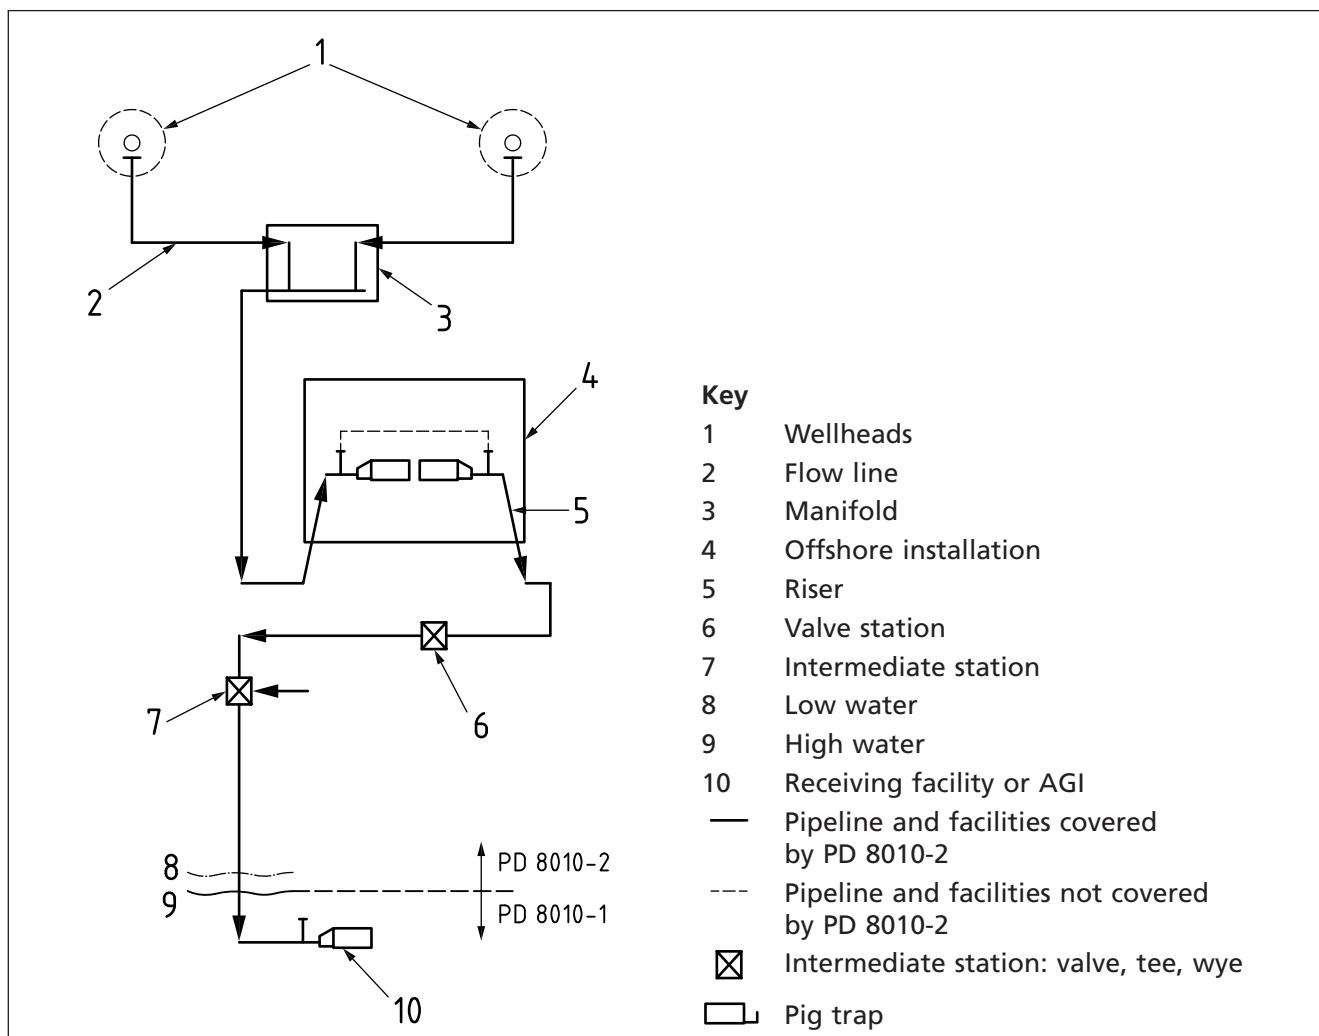 1
2
3
4
5
6
7
8
9
10
PD 8010-2
PD 8010-1
Key
1 Wellheads
2 Flow line
3 Manifold
4 Offshore installation
5 Riser
6 Valve station
7 Intermediate station
8 Low water
9 High water
10 Receiving facility or AGI
Pipeline and facilities covered
by PD 8010-2
Pipeline and facilities not covered
by PD 8010-2
Intermediate station: valve, tee, wye
Pig trap